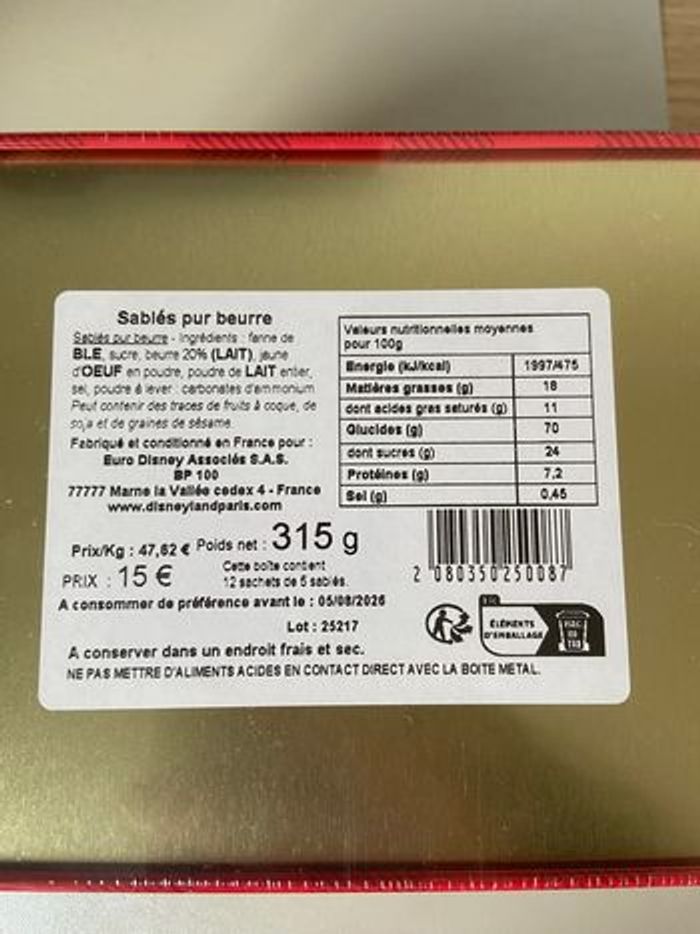 Sablés pur beurre
Sablés pur beurre - Ingrédients : farine de
BLE, sucre, beurre 20% (LAIT), jaune
d'OEUF en poudre, poudre de LAIT entier,
sel, poudre à lever : carbonates d'ammonium
Peut contenir des traces de fruits à coque, de
soja et de graines de sésame.
Fabriqué et conditionné en France pour :
Euro Disney Associés S.A.S.
BP 100
77777 Marne la Vallée cedex 4 - France
www.disneylandparis.com
Valeurs nutritionnelles moyennes
pour 100g
Energie (kJ/kcal) 1997/475
Matières grasses (g) 18
dont acides gras saturés (g) 11
Glucides (g) 70
dont sucres (g) 24
Protéines (g) 7,2
Sel (g) 0,45
Prix/Kg : 47,62 € Poids net : 315 g
PRIX : 15 €
Cette boîte contient
12 sachets de 5 sablés.
2 080350 250087
A consommer de préférence avant le : 05/08/2026
Lot : 25217
ÉLÉMENTS
D'EMBALLAGE
BAC
DE
TRI
A conserver dans un endroit frais et sec.
NE PAS METTRE D'ALIMENTS ACIDES EN CONTACT DIRECT AVEC LA BOITE METAL.